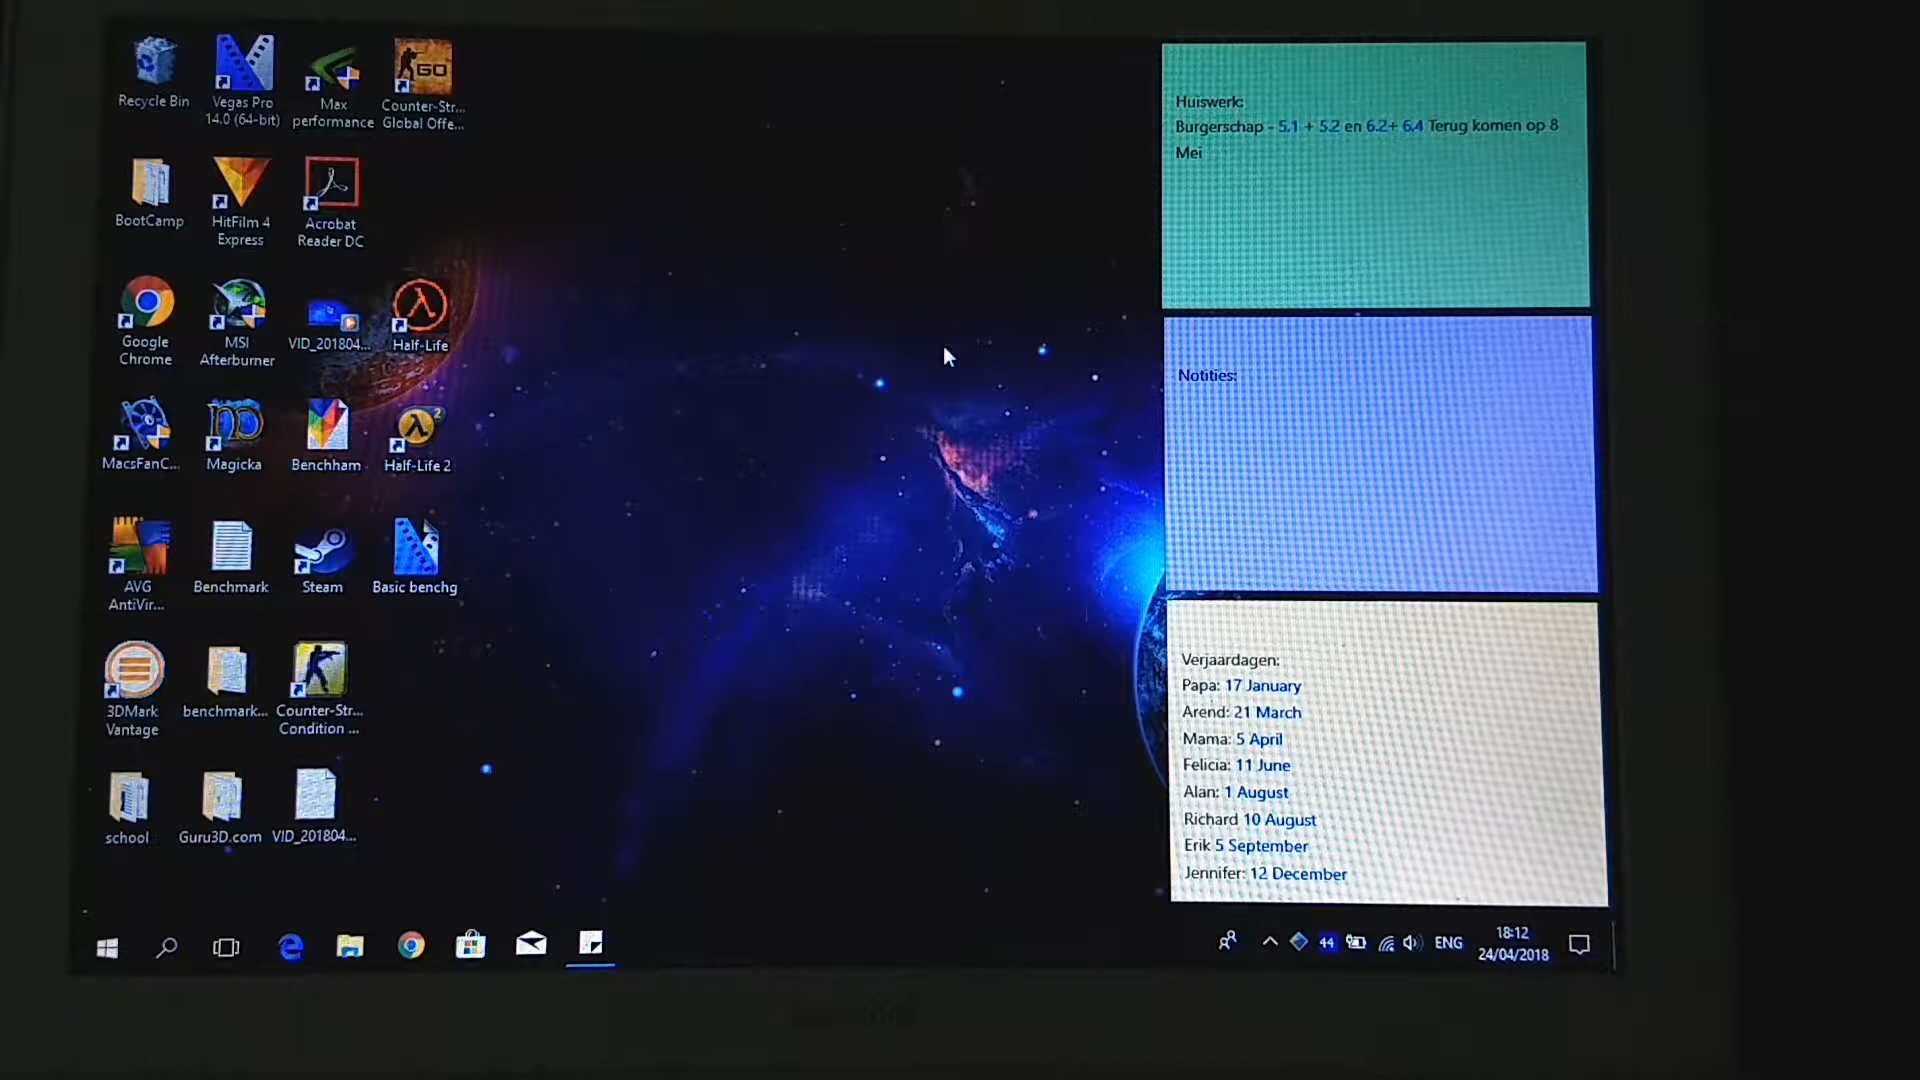 Recycle Bin
Vegas Pro
14.0 (64-bit)
Max
performance
GO
Counter-Str...
Global Offe...
BootCamp
HitFilm 4
Express
Acrobat
Reader DC
Google
Chrome
MSI
Afterburner
VID_201804...
Half-Life
MacsFanC...
Magicka
Benchham
2
Half-Life 2
AVG
AntiVir...
Benchmark
Steam
Basic benchg
3DMark
Vantage
benchmark...
Counter-Str...
Condition ...
school
Guru3D.com
VID_201804...
Huiswerk:
Burgerschap - 5.1 + 5.2 en 6.2+ 6.4 Terug komen op 8
Mei
Notities:
Verjaardagen:
Papa: 17 January
Arend: 21 March
Mama: 5 April
Felicia: 11 June
Alan: 1 August
Richard 10 August
Erik 5 September
Jennifer: 12 December
44
ENG
18:12
24/04/2018